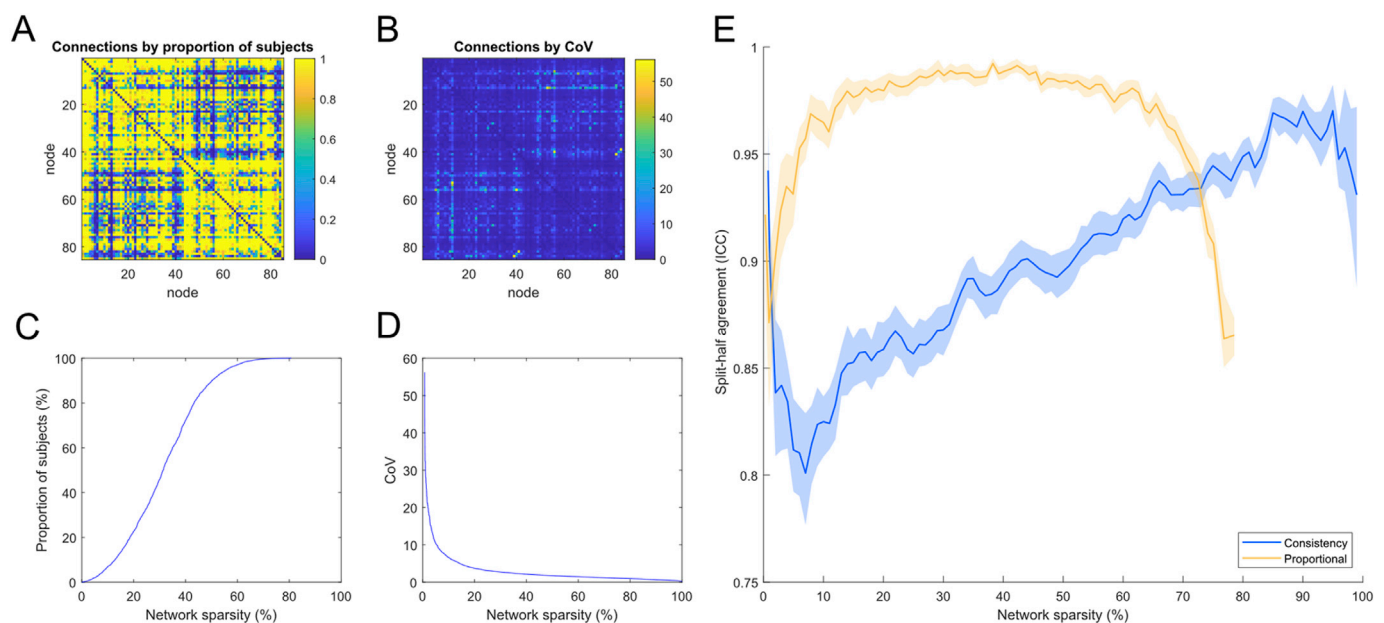 A
Connections by proportion of subjects
1
0.8
0.6
0.4
0.2
0
20
40
60
80
node
20 40 60 80
node
B
Connections by CoV
50
40
30
20
10
0
20
40
60
80
node
20 40 60 80
node
C
100
80
60
40
20
0
Proportion of subjects (%)
0 20 40 60 80 100
Network sparsity (%)
D
60
50
40
30
20
10
0
CoV
0 20 40 60 80 100
Network sparsity (%)
E
1
0.95
0.9
0.85
0.8
0.75
Split-half agreement (ICC)
0 10 20 30 40 50 60 70 80 90 100
Network sparsity (%)
Consistency
Proportional